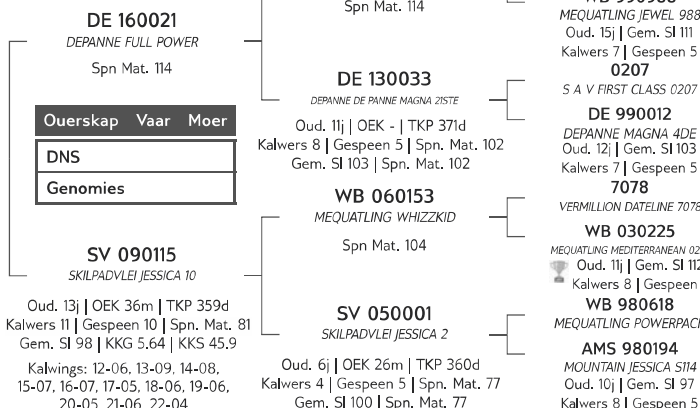 DE 160021
DEPANNE FULL POWER
Spn Mat. 114
Ouerskap Vaar Moer
DNS
Genomies
SV 090115
SKILPADVLEI JESSICA 10
Oud. 13j | OEK 36m | TKP 359d
Kalwers 11 | Gespeen 10 | Spn. Mat. 81
Gem. SI 98 | KKG 5.64 | KKS 45.9
Kalwings: 12-06, 13-09, 14-08,
15-07, 16-07, 17-05, 18-06, 19-06,
20-05, 21-06, 22-04
Spn Mat. 114
DE 130033
DEPANNE DE PANNE MAGNA 21STE
Oud. 11j | OEK - | TKP 371d
Kalwers 8 | Gespeen 5 | Spn. Mat. 102
Gem. SI 103 | Spn. Mat. 102
WB 060153
MEQUATLING WHIZZKID
Spn Mat. 104
SV 050001
SKILPADVLEI JESSICA 2
Oud. 6j | OEK 26m | TKP 360d
Kalwers 4 | Gespeen 5 | Spn. Mat. 77
Gem. SI 100 | Spn. Mat. 77
MEQUATLING JEWEL 988
Oud. 15j | Gem. SI 111
Kalwers 7 | Gespeen 5
0207
S A V FIRST CLASS 0207
DE 990012
DEPANNE MAGNA 4DE
Oud. 12j | Gem. SI 103
Kalwers 7 | Gespeen 5
7078
VERMILLION DATELINE 7078
WB 030225
MEQUATLING MEDITERRANEAN 02
Oud. 11j | Gem. SI 112
Kalwers 8 | Gespeen
WB 980618
MEQUATLING POWERPAC
AMS 980194
MOUNTAIN JESSICA S114
Oud. 10j | Gem. SI 97
Kalwers 8 | Gespeen 5